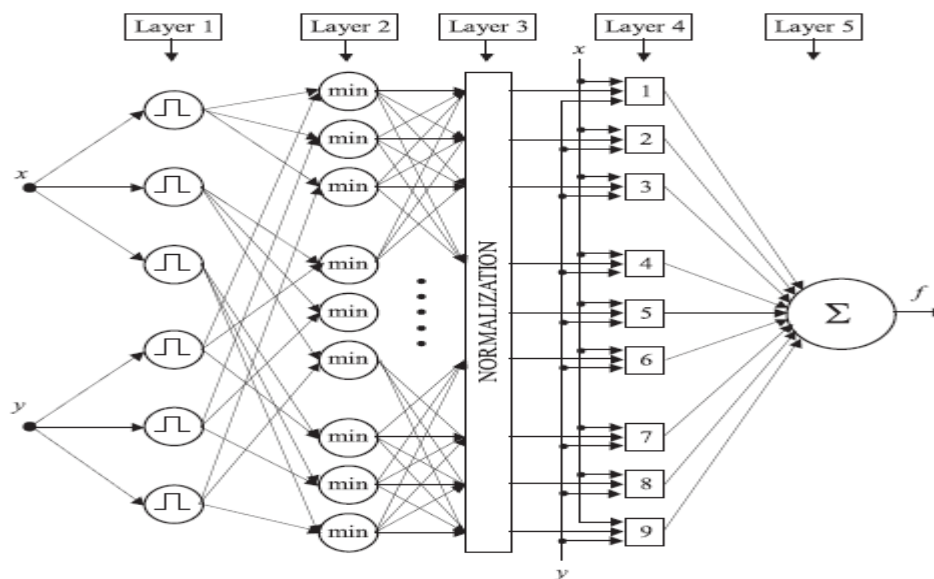 Layer 1 Layer 2 Layer 3 Layer 4 Layer 5
x
min
1
min
2
x
min
3
min
4
min
5
f
Σ
min
6
NORMALIZATION
y
min
7
min
8
min
9
y